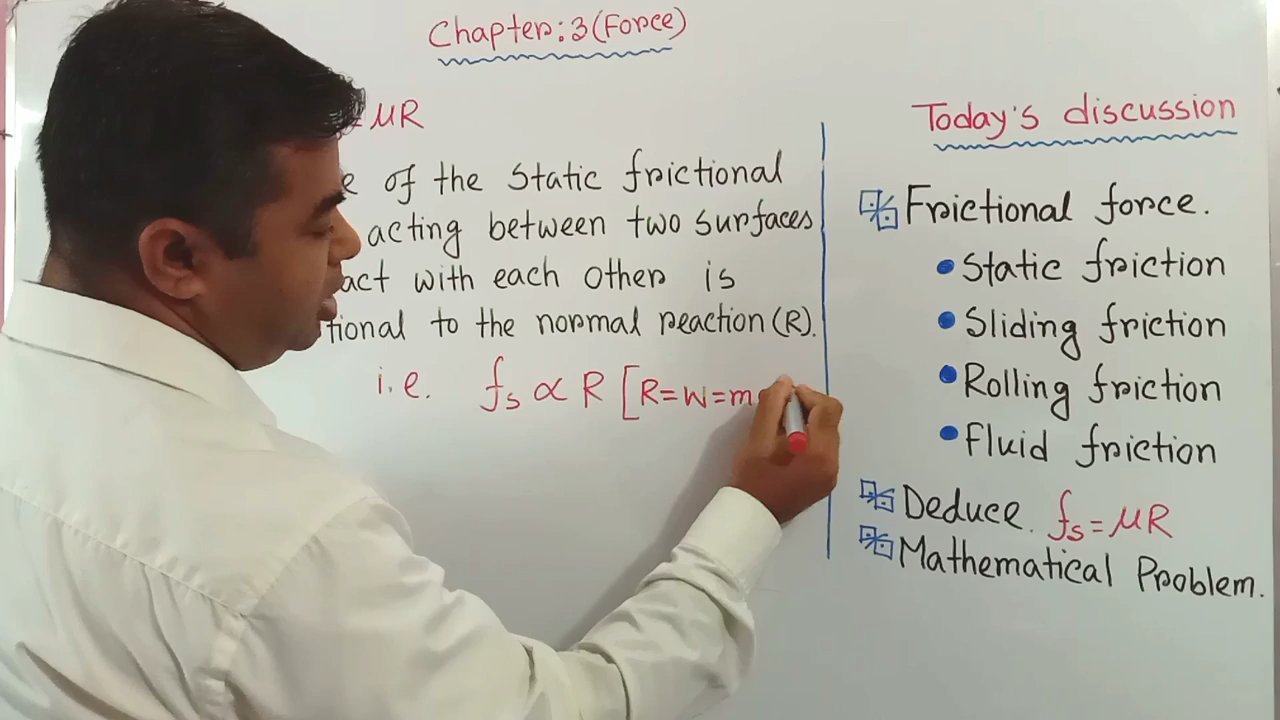 Chapter: 3 (Force)
= μR
of the static frictional
acting between two surfaces
with each other is
to the normal reaction (R).
i.e. fs ∝ R [R=W=m
Today's discussion
Frictional force.
• Static friction
• Sliding friction
• Rolling friction
• Fluid friction
Deduce. fs = μR
Mathematical Problem.